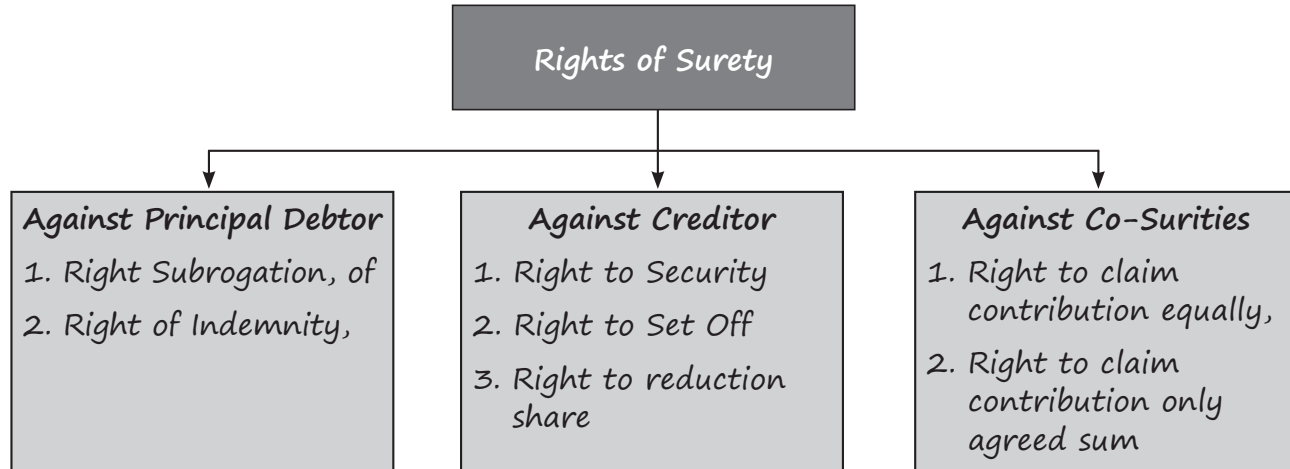 Rights of Surety
Against Principal Debtor
1. Right Subrogation, of
2. Right of Indemnity,
Against Creditor
1. Right to Security
2. Right to Set Off
3. Right to reduction
share
Against Co-Surities
1. Right to claim
contribution equally,
2. Right to claim
contribution only
agreed sum